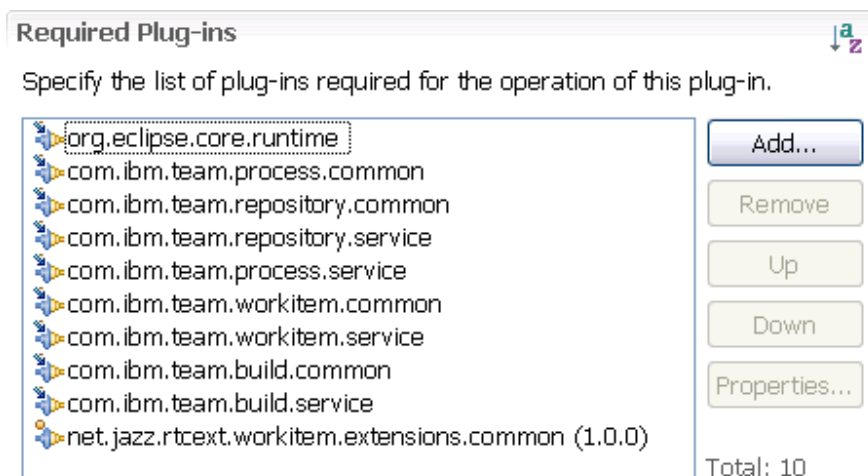 Required Plug-ins
Specify the list of plug-ins required for the operation of this plug-in.
org.eclipse.core.runtime
com.ibm.team.process.common
com.ibm.team.repository.common
com.ibm.team.repository.service
com.ibm.team.process.service
com.ibm.team.workitem.common
com.ibm.team.workitem.service
com.ibm.team.build.common
com.ibm.team.build.service
net.jazz.rtcext.workitem.extensions.common (1.0.0)
a
z
Add...
Remove
Up
Down
Properties...
Total: 10